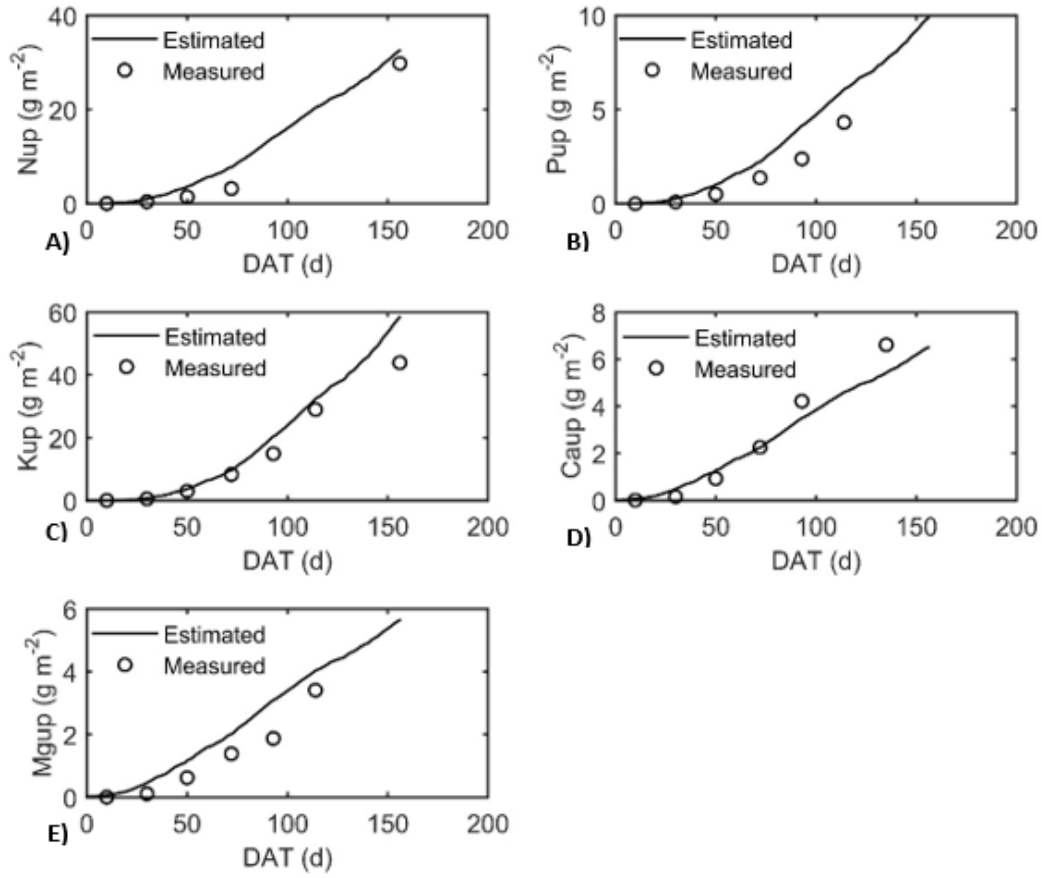 40
20
0
Nup (g m⁻²)
Estimated
Measured
A)
0 50 100 150 200
DAT (d)
10
5
0
Pup (g m⁻²)
Estimated
Measured
B)
0 50 100 150 200
DAT (d)
60
40
20
0
Kup (g m⁻²)
Estimated
Measured
C)
0 50 100 150 200
DAT (d)
8
6
4
2
0
Caup (g m⁻²)
Estimated
Measured
D)
0 50 100 150 200
DAT (d)
6
4
2
0
Mgup (g m⁻²)
Estimated
Measured
E)
0 50 100 150 200
DAT (d)